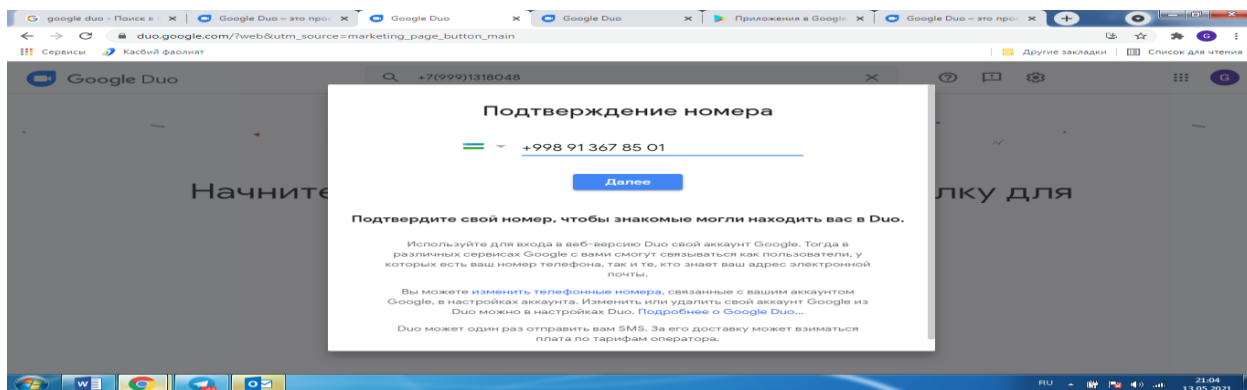 google duo - Поиск в G
Google Duo – это прос
Google Duo
Google Duo
Приложения в Google
Google Duo – это прос
duo.google.com/?web&utm_source=marketing_page_button_main
G
Сервисы
Касбий фаолият
Другие закладки
Список для чтения
Google Duo
+7(999)1318048
G
Подтверждение номера
+998 91 367 85 01
Далее
Начните
лку для
Подтвердите свой номер, чтобы знакомые могли находить вас в Duo.
Используйте для входа в веб-версию Duo свой аккаунт Google. Тогда в
различных сервисах Google с вами смогут связываться как пользователи, у
которых есть ваш номер телефона, так и те, кто знает ваш адрес электронной
почты.
Вы можете изменить телефонные номера, связанные с вашим аккаунтом
Google, в настройках аккаунта. Изменить или удалить свой аккаунт Google из
Duo можно в настройках Duo. Подробнее о Google Duo...
Duo может один раз отправить вам SMS. За его доставку может взиматься
плата по тарифам оператора.
RU
21:04
13.05.2021